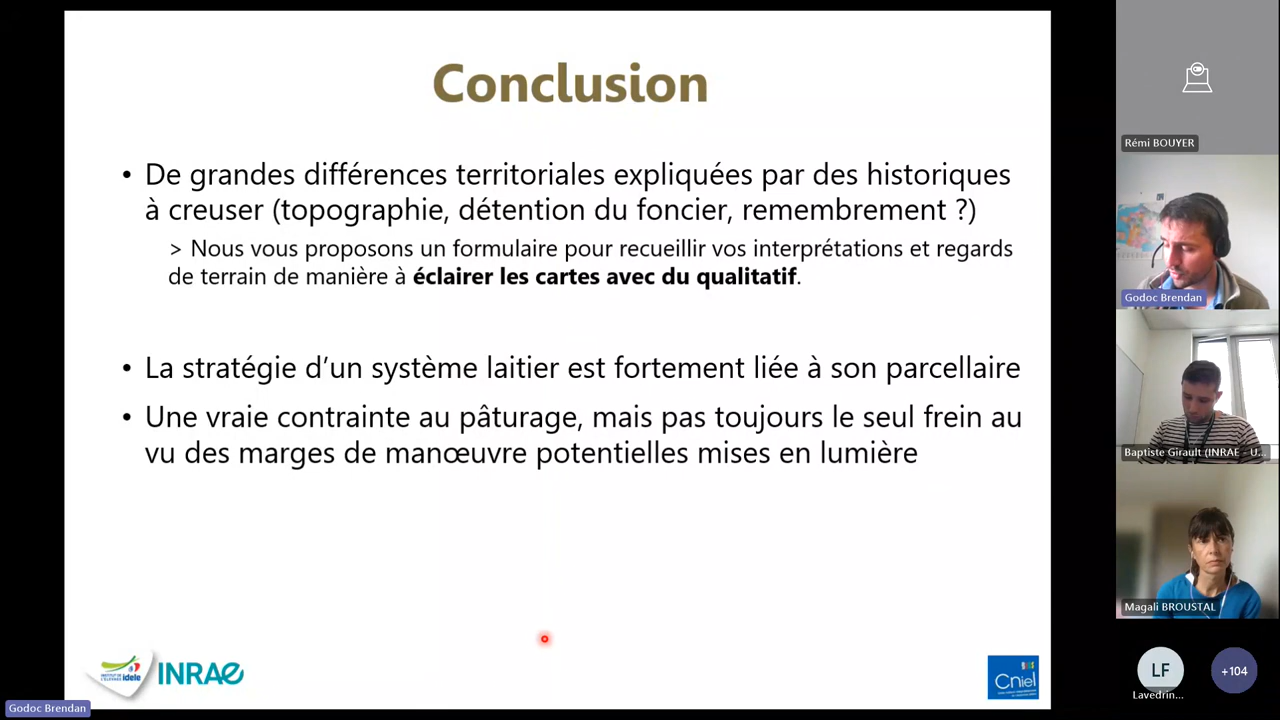 Conclusion
• De grandes différences territoriales expliquées par des historiques
à creuser (topographie, détention du foncier, remembrement ?)
> Nous vous proposons un formulaire pour recueillir vos interprétations et regards
de terrain de manière à éclairer les cartes avec du qualitatif.
• La stratégie d’un système laitier est fortement liée à son parcellaire
• Une vraie contrainte au pâturage, mais pas toujours le seul frein au
vu des marges de manœuvre potentielles mises en lumière
idele
INRAE
Cniel
Godoc Brendan
Rémi BOUYER
Godoc Brendan
Baptiste Girault (INRAE - U...
Magali BROUSTAL
LF
Lavedrin...
+104